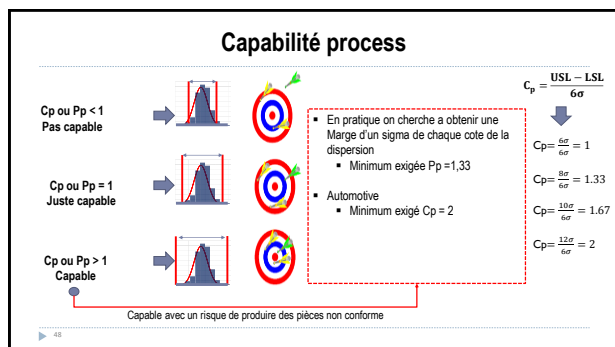 Capabilité process
Cp ou Pp < 1
Pas capable
Cp ou Pp = 1
Juste capable
Cp ou Pp > 1
Capable
▪ En pratique on cherche a obtenir une
Marge d'un sigma de chaque cote de la
dispersion
▪ Minimum exigée Pp =1,33
▪ Automotive
▪ Minimum exigé Cp = 2
Cp = USL − LSL / 6σ
Cp= 6σ/6σ = 1
Cp= 8σ/6σ = 1.33
Cp= 10σ/6σ = 1.67
Cp= 12σ/6σ = 2
Capable avec un risque de produire des pièces non conforme
48